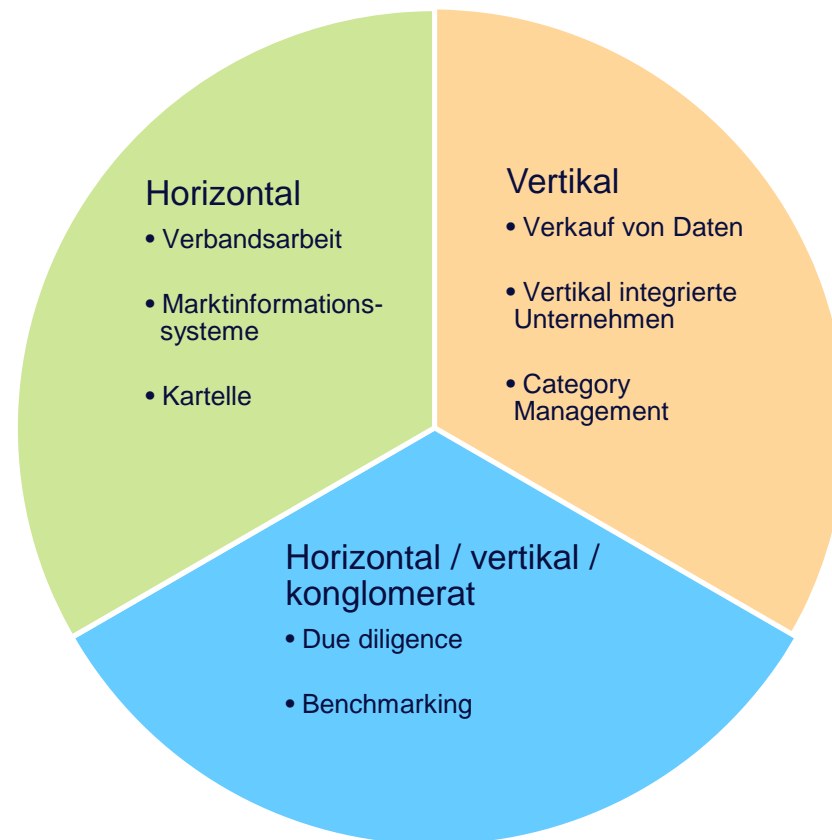 Horizontal
• Verbandsarbeit
• Marktinformations-
systeme
• Kartelle
Vertikal
• Verkauf von Daten
• Vertikal integrierte
Unternehmen
• Category
Management
Horizontal / vertikal /
konglomerat
• Due diligence
• Benchmarking